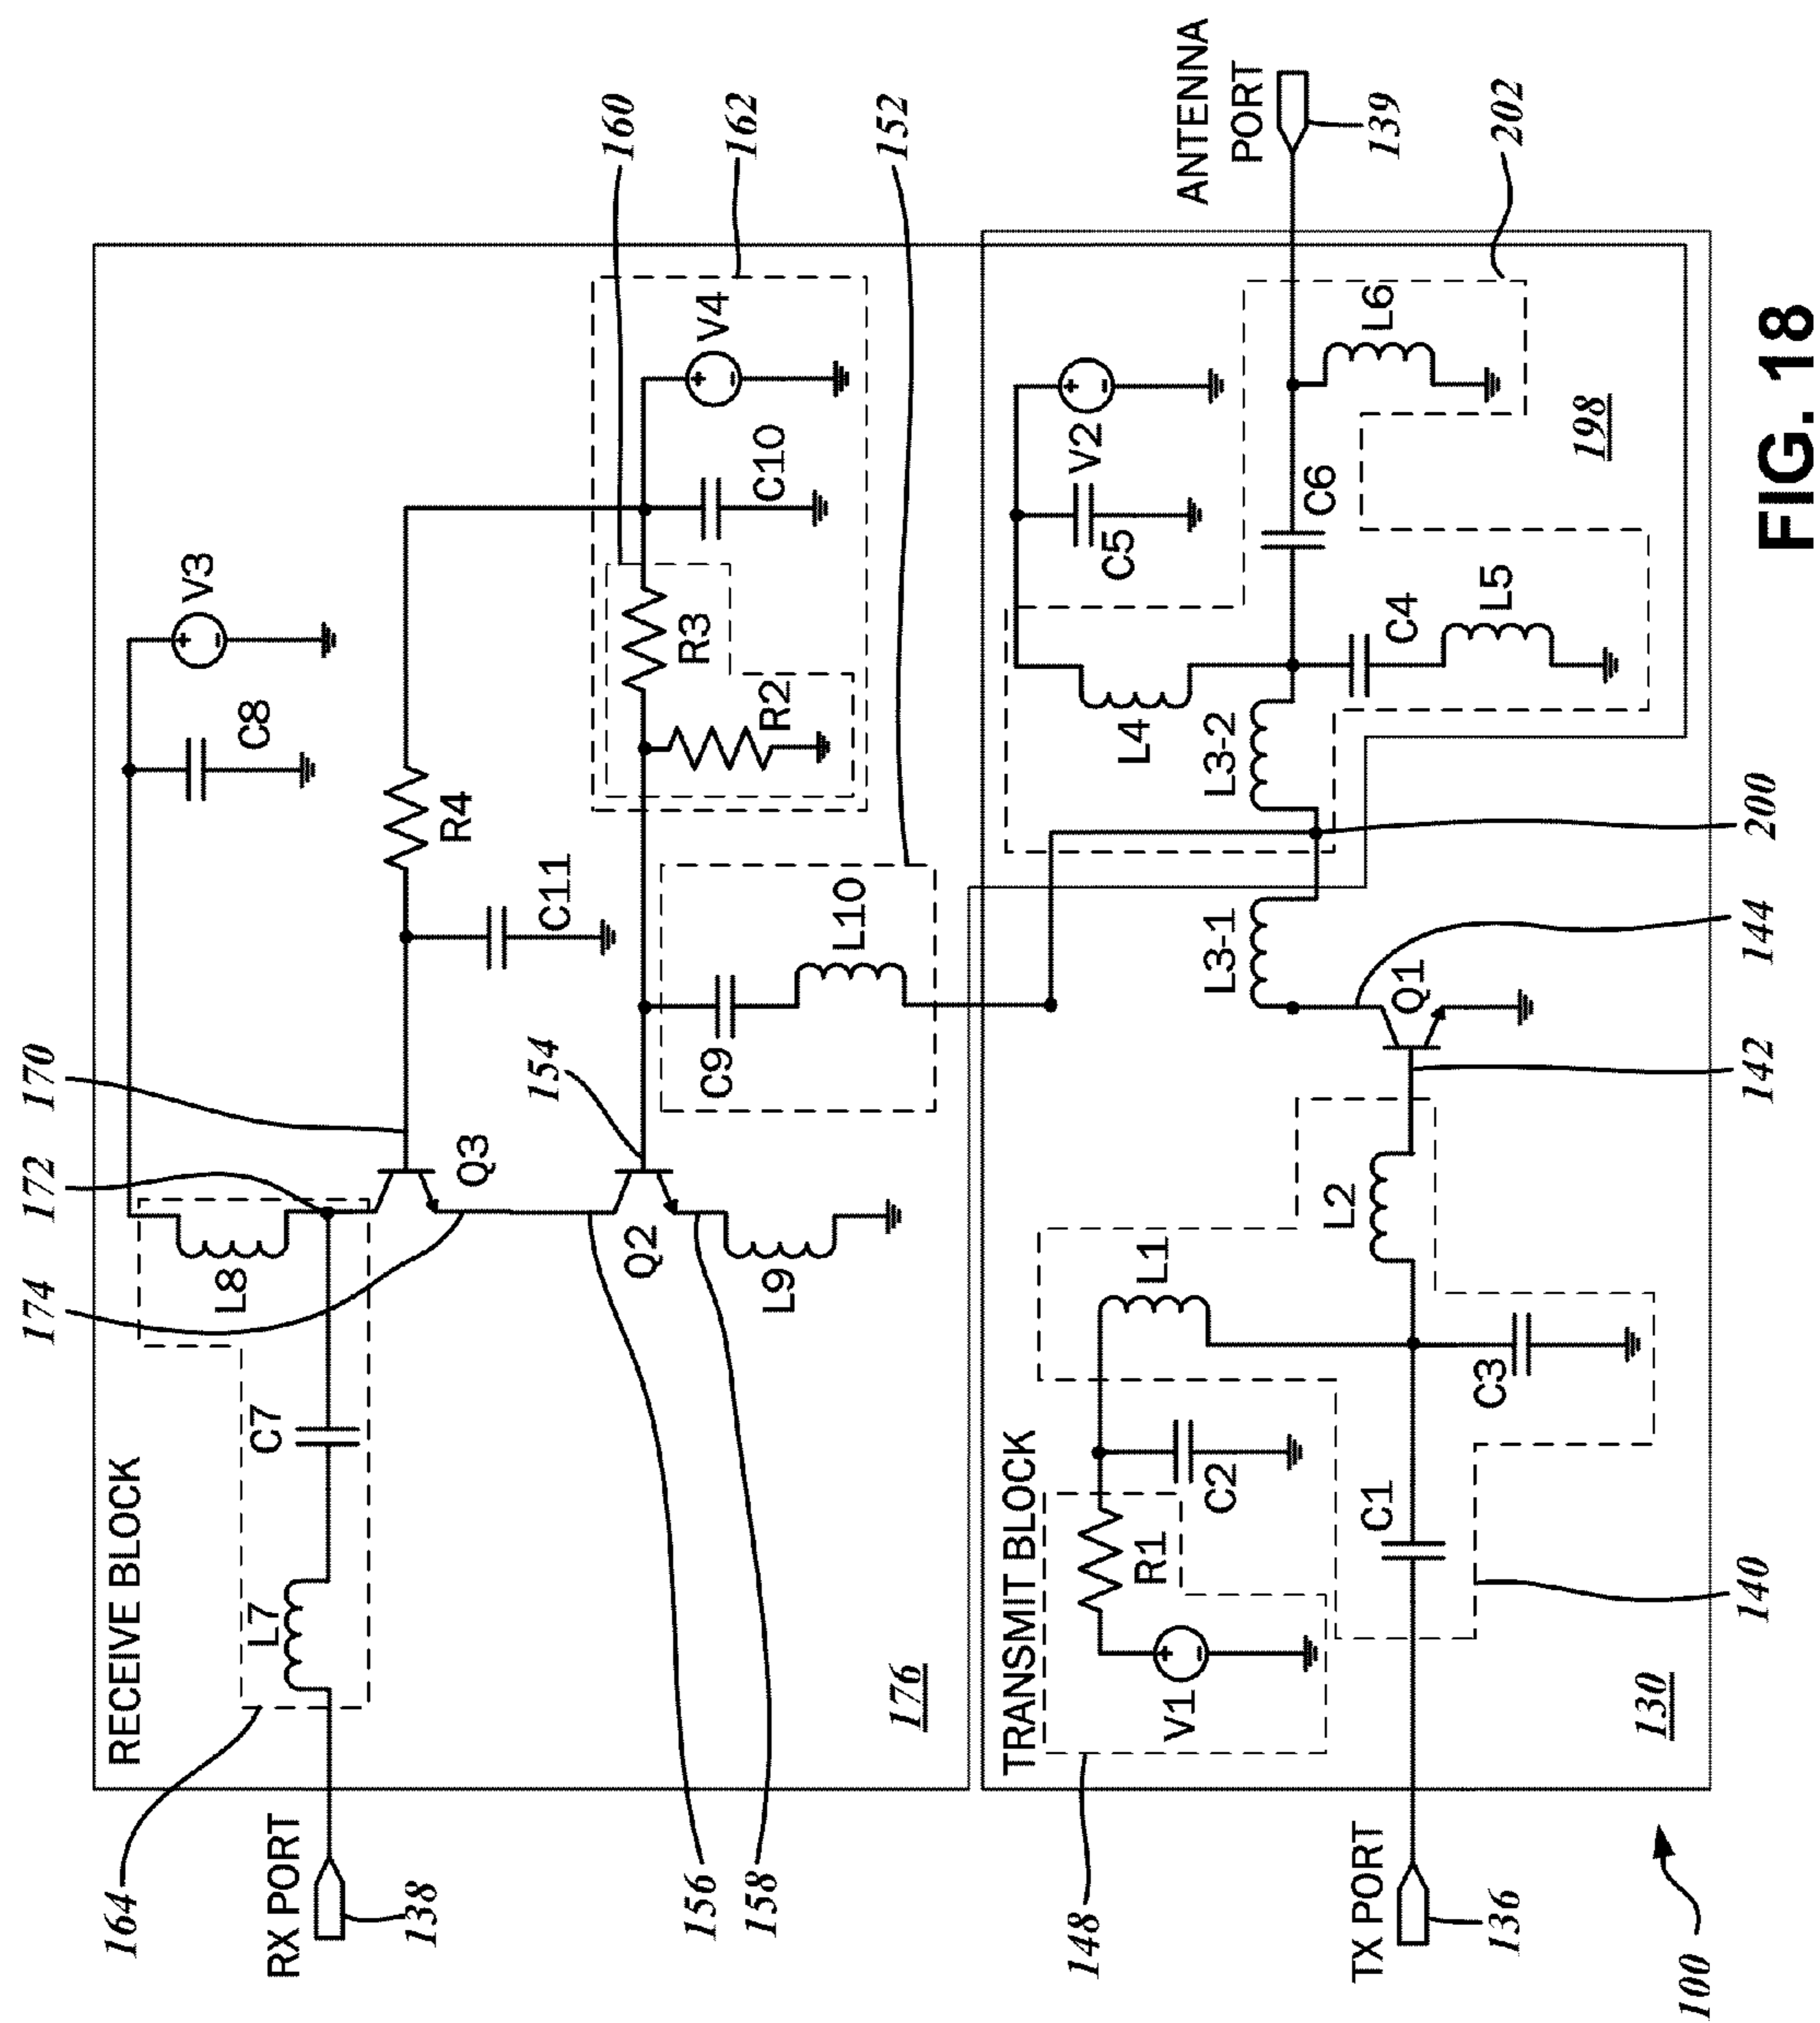 ANTENNA
PORT
139
202
160
162
152
V3
C8
V4
C10
R3
R2
R4
C11
L10
C9
170
172
174
154
Q3
Q2
L8
L9
C7
L7
156
158
RECEIVE BLOCK
176
164
RX PORT
138
V2
C5
L6
C6
198
L4
C4
L5
L3-2
L3-1
200
144
142
Q1
L2
L1
C3
C2
C1
R1
V1
140
TRANSMIT BLOCK
130
148
TX PORT
136
100
FIG. 18